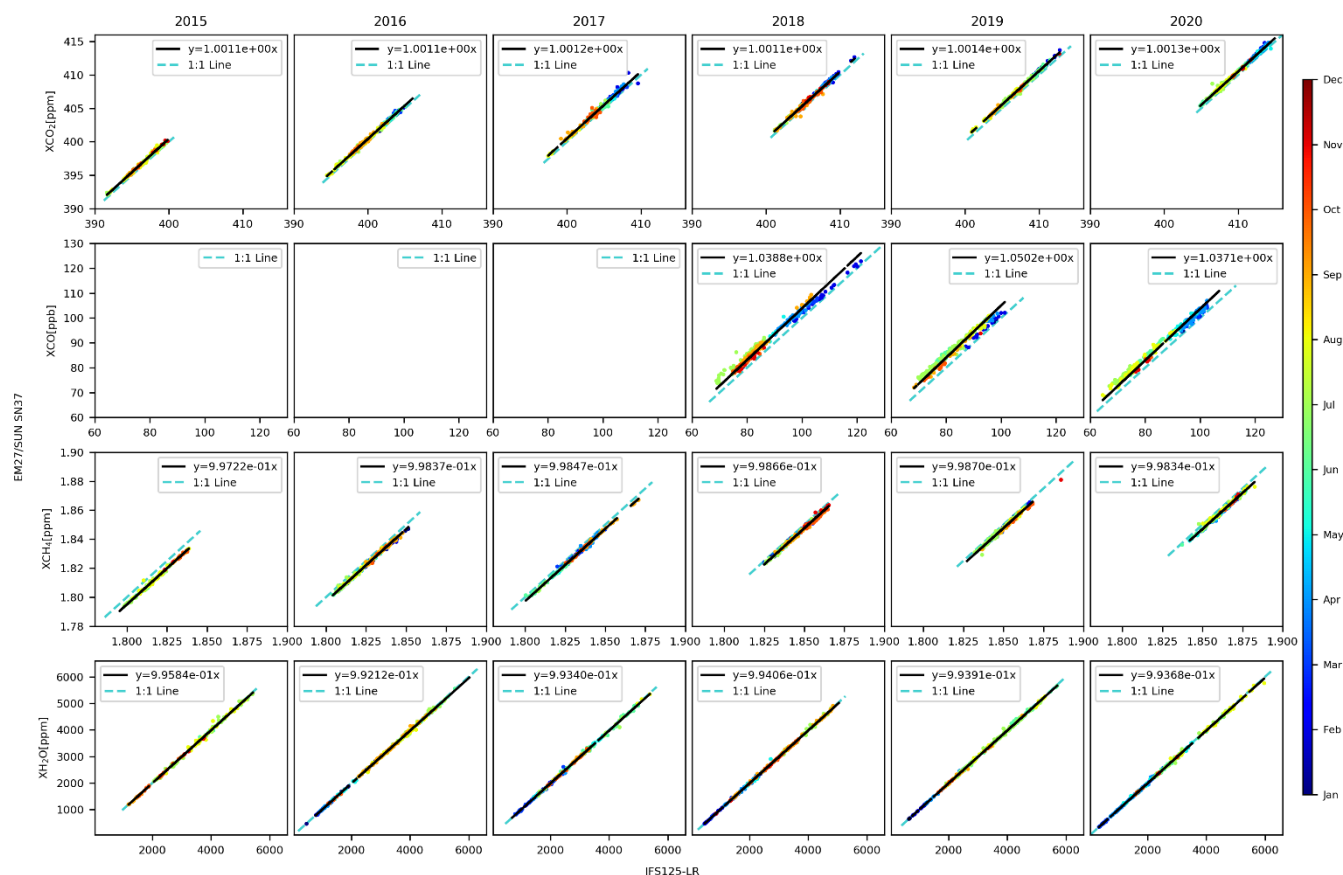 2015 2016 2017 2018 2019 2020
415
410
405
400
395
390
XCO₂[ppm]
y=1.0011e+00x
1:1 Line
y=1.0011e+00x
1:1 Line
y=1.0012e+00x
1:1 Line
y=1.0011e+00x
1:1 Line
y=1.0014e+00x
1:1 Line
y=1.0013e+00x
1:1 Line
390 400 410 390 400 410 390 400 410 390 400 410 390 400 410 390 400 410
130
120
110
100
90
80
70
60
XCO[ppb]
1:1 Line
1:1 Line
1:1 Line
y=1.0388e+00x
1:1 Line
y=1.0502e+00x
1:1 Line
y=1.0371e+00x
1:1 Line
60 80 100 120 60 80 100 120 60 80 100 120 60 80 100 120 60 80 100 120 60 80 100 120
EM27/SUN SN37
1.90
1.88
1.86
1.84
1.82
1.80
1.78
XCH₄[ppm]
y=9.9722e-01x
1:1 Line
y=9.9837e-01x
1:1 Line
y=9.9847e-01x
1:1 Line
y=9.9866e-01x
1:1 Line
y=9.9870e-01x
1:1 Line
y=9.9834e-01x
1:1 Line
1.800 1.825 1.850 1.875 1.900 1.800 1.825 1.850 1.875 1.900 1.800 1.825 1.850 1.875 1.900 1.800 1.825 1.850 1.875 1.900 1.800 1.825 1.850 1.875 1.900 1.800 1.825 1.850 1.875 1.900
6000
5000
4000
3000
2000
1000
XH₂O[ppm]
y=9.9584e-01x
1:1 Line
y=9.9212e-01x
1:1 Line
y=9.9340e-01x
1:1 Line
y=9.9406e-01x
1:1 Line
y=9.9391e-01x
1:1 Line
y=9.9368e-01x
1:1 Line
2000 4000 6000 2000 4000 6000 2000 4000 6000 2000 4000 6000 2000 4000 6000 2000 4000 6000
IFS125-LR
Dec
Nov
Oct
Sep
Aug
Jul
Jun
May
Apr
Mar
Feb
Jan